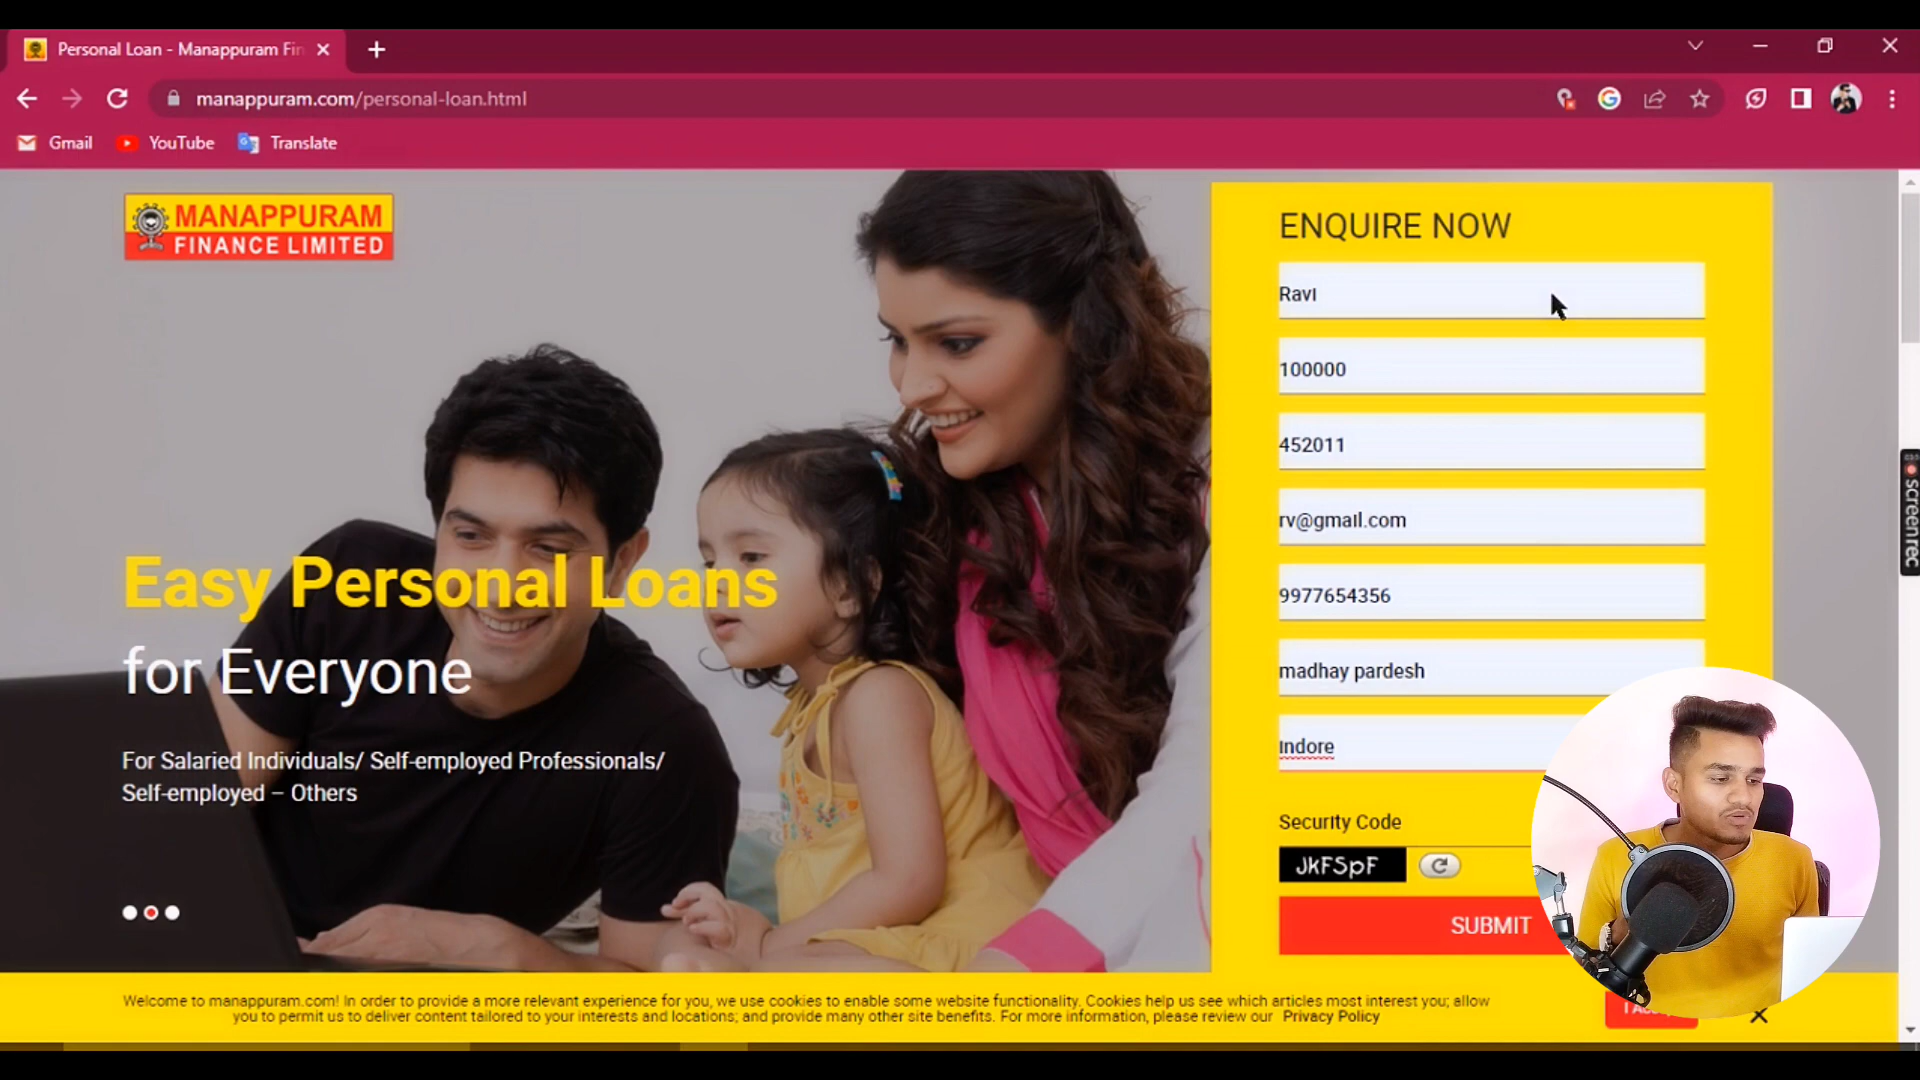 Personal Loan - Manappuram Fin
manappuram.com/personal-loan.html
Gmail
YouTube
Translate
MANAPPURAM
FINANCE LIMITED
Easy Personal Loans
for Everyone
For Salaried Individuals/ Self-employed Professionals/
Self-employed – Others
ENQUIRE NOW
Ravi
100000
452011
rv@gmail.com
9977654356
madhay pardesh
Indore
Security Code
JkFSpF
SUBMIT
screenrec
Welcome to manappuram.com! In order to provide a more relevant experience for you, we use cookies to enable some website functionality. Cookies help us see which articles most interest you; allow
you to permit us to deliver content tailored to your interests and locations; and provide many other site benefits. For more information, please review our Privacy Policy